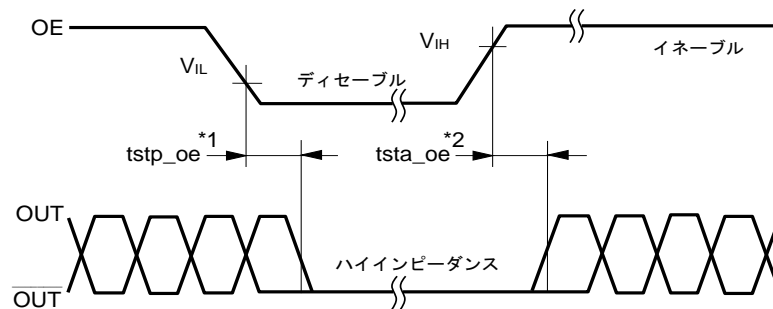 OE
VIL
ディセーブル
VIH
イネーブル
tstp_oe*1
tsta_oe*2
OUT
ハイインピーダンス
OUT